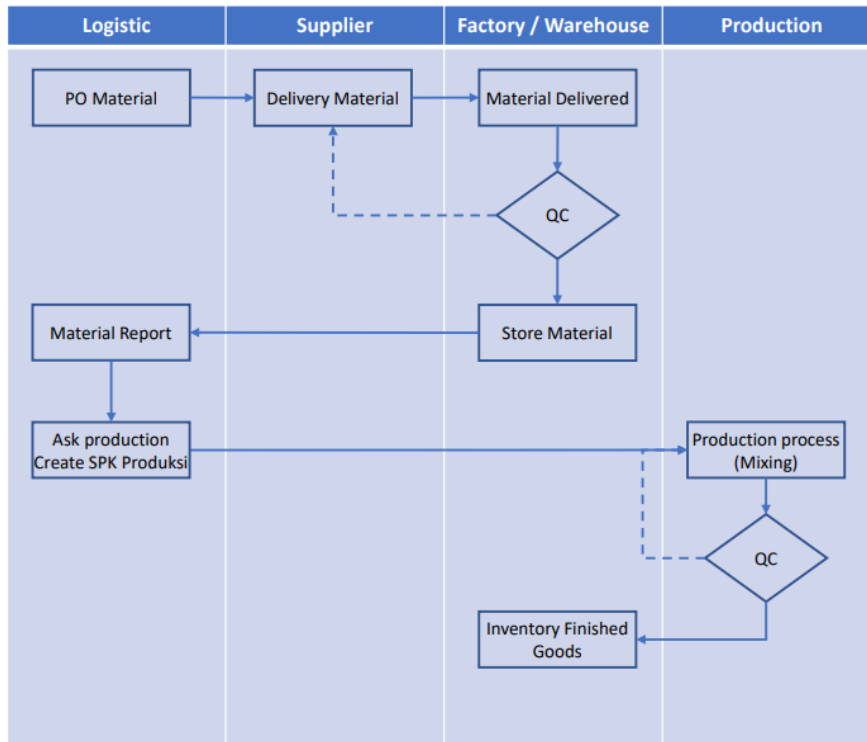 Logistic
Supplier
Factory / Warehouse
Production
PO Material
Delivery Material
Material Delivered
QC
Material Report
Store Material
Ask production
Create SPK Produksi
Production process
(Mixing)
QC
Inventory Finished
Goods